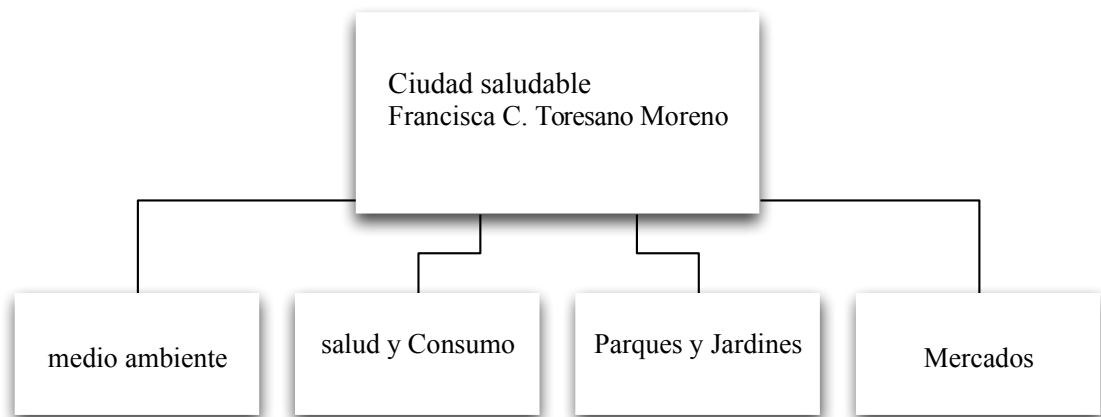 Ciudad saludable
Francisca C. Toresano Moreno
medio ambiente
salud y Consumo
Parques y Jardines
Mercados